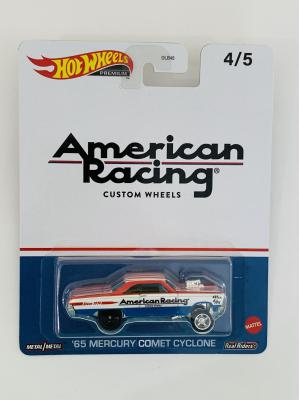 Hot Wheels
PREMIUM
4/5
American
Racing®
CUSTOM WHEELS
American Racing
METAL/METAL
'65 MERCURY COMET CYCLONE
MATTEL
Real Riders